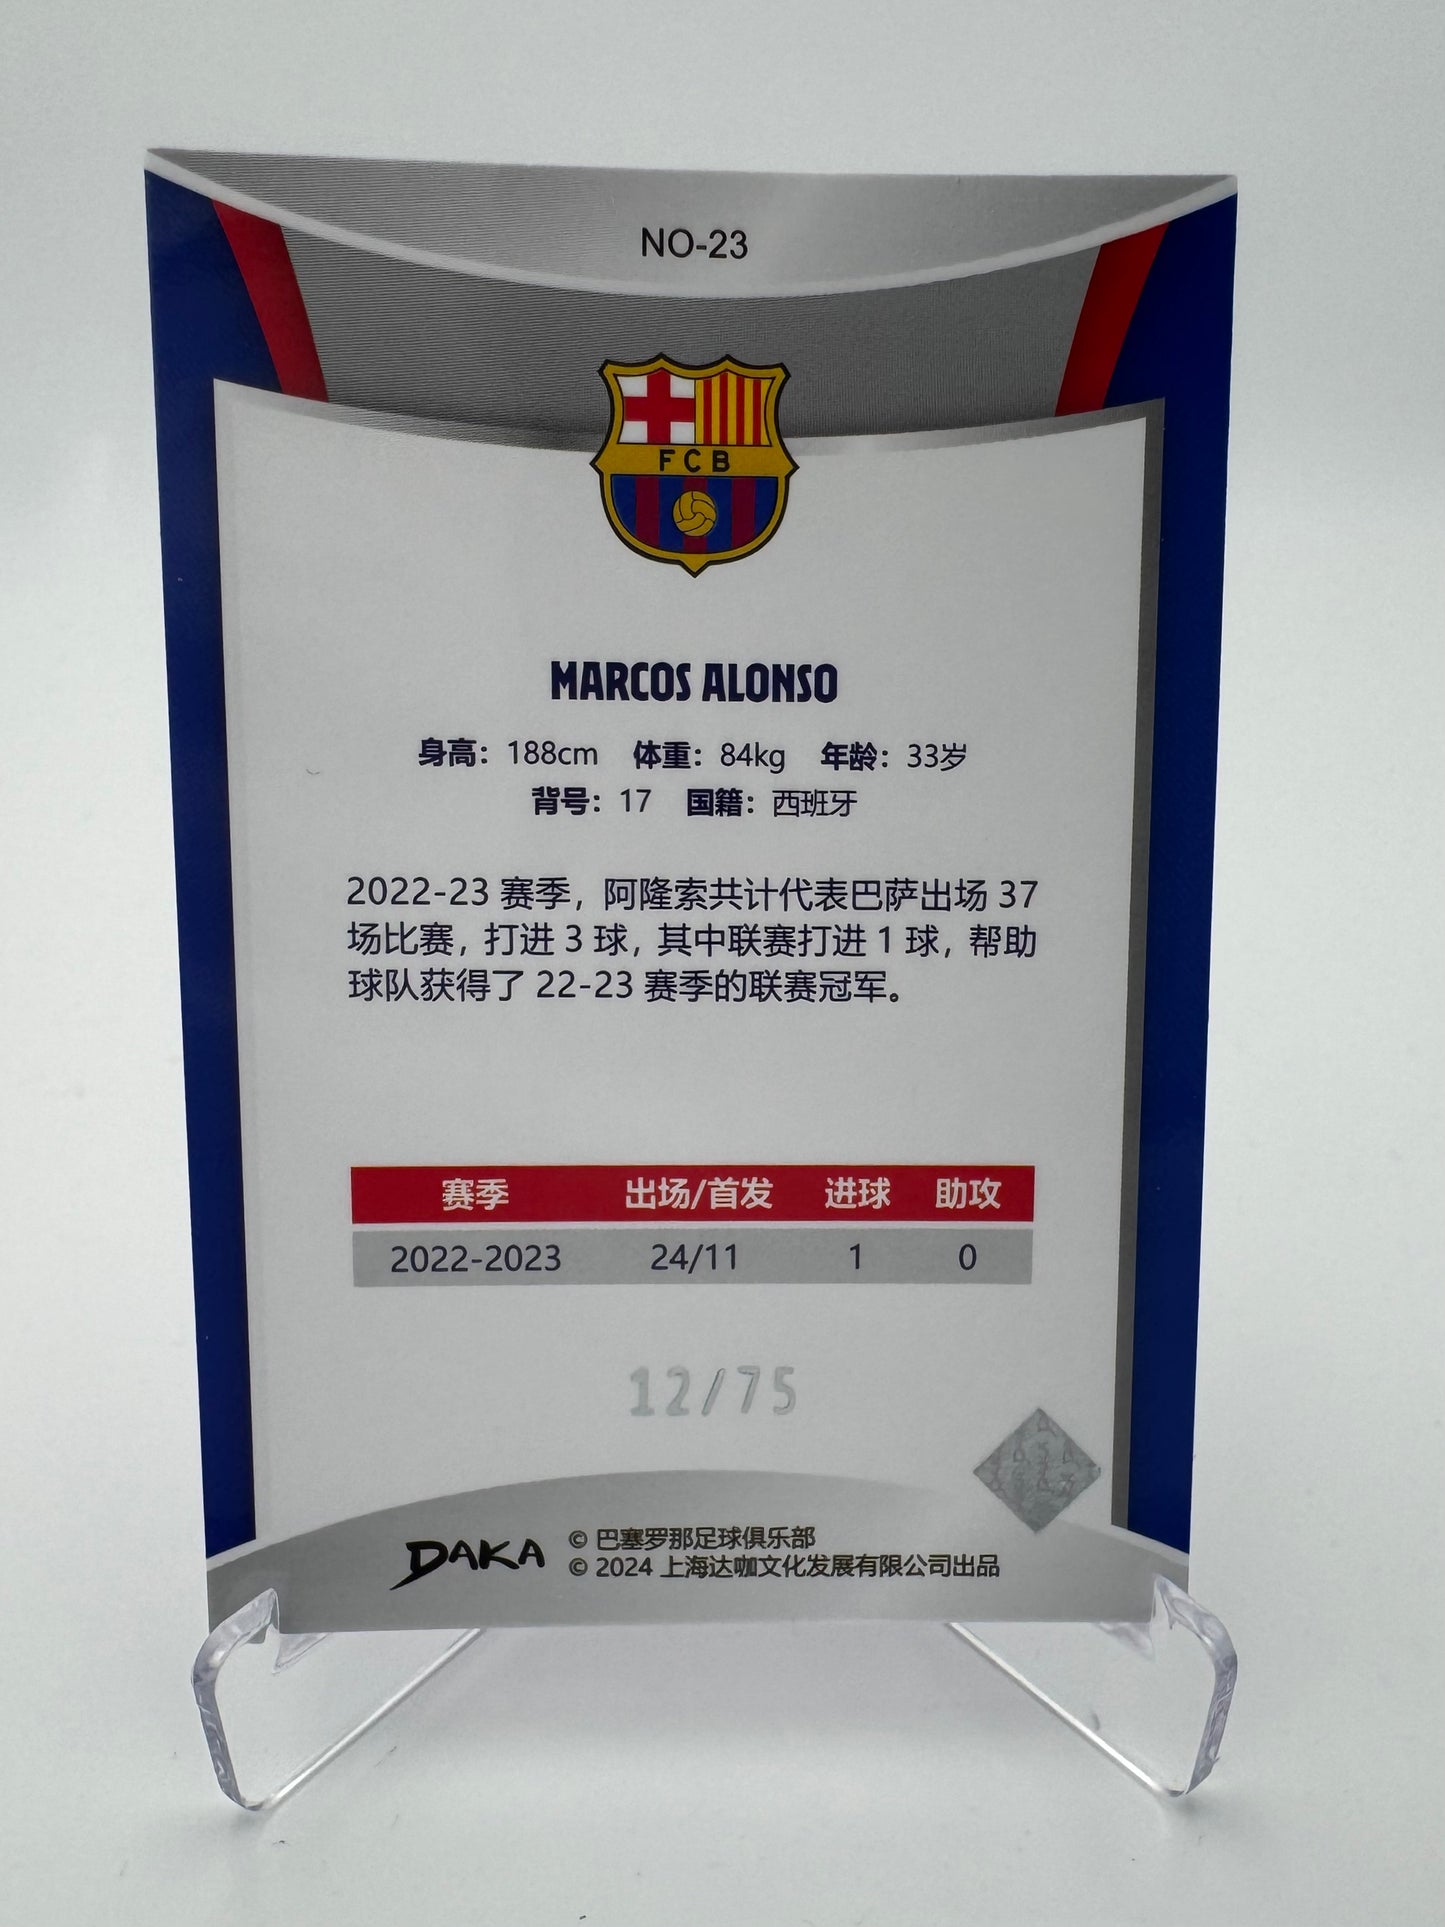 NO-23
FCB
MARCOS ALONSO
身高：188cm 体重：84kg 年龄：33岁
背号：17 国籍：西班牙
2022-23 赛季，阿隆索共计代表巴萨出场 37
场比赛，打进 3 球，其中联赛打进 1 球，帮助
球队获得了 22-23 赛季的联赛冠军。
赛季 出场/首发 进球 助攻
2022-2023 24/11 1 0
12/75
DAKA
© 巴塞罗那足球俱乐部
© 2024 上海达咖文化发展有限公司出品